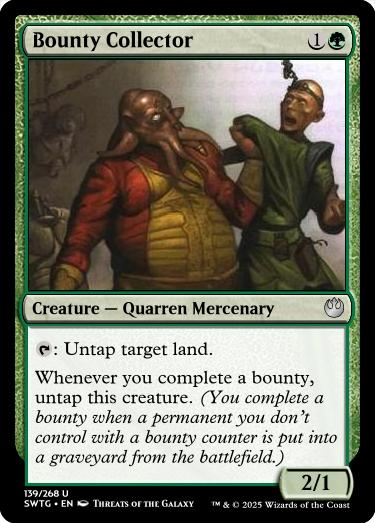 Bounty Collector 1
Creature — Quarren Mercenary
: Untap target land.
Whenever you complete a bounty,
untap this creature. (You complete a
bounty when a permanent you don't
control with a bounty counter is put into
a graveyard from the battlefield.)
2/1
139/268 U
SWTG • EN Threats of the Galaxy ™ & © 2025 Wizards of the Coast